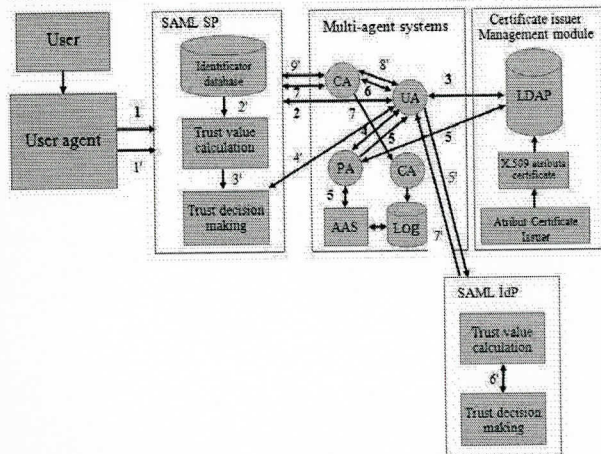 User
User agent
1
1'
SAML SP
Identificator
database
2'
Trust value
calculation
3'
Trust decision
making
Multi-agent systems
9'
7
2
CA
8'
6
UA
7
4
5
4'
PA
CA
5
AAS
LOG
3
5
5'
7'
Certificate issuer
Management module
LDAP
X.509 atributs
certificate
Atribut Certificate
Issuer
SAML IdP
Trust value
calculation
6'
Trust decision
making